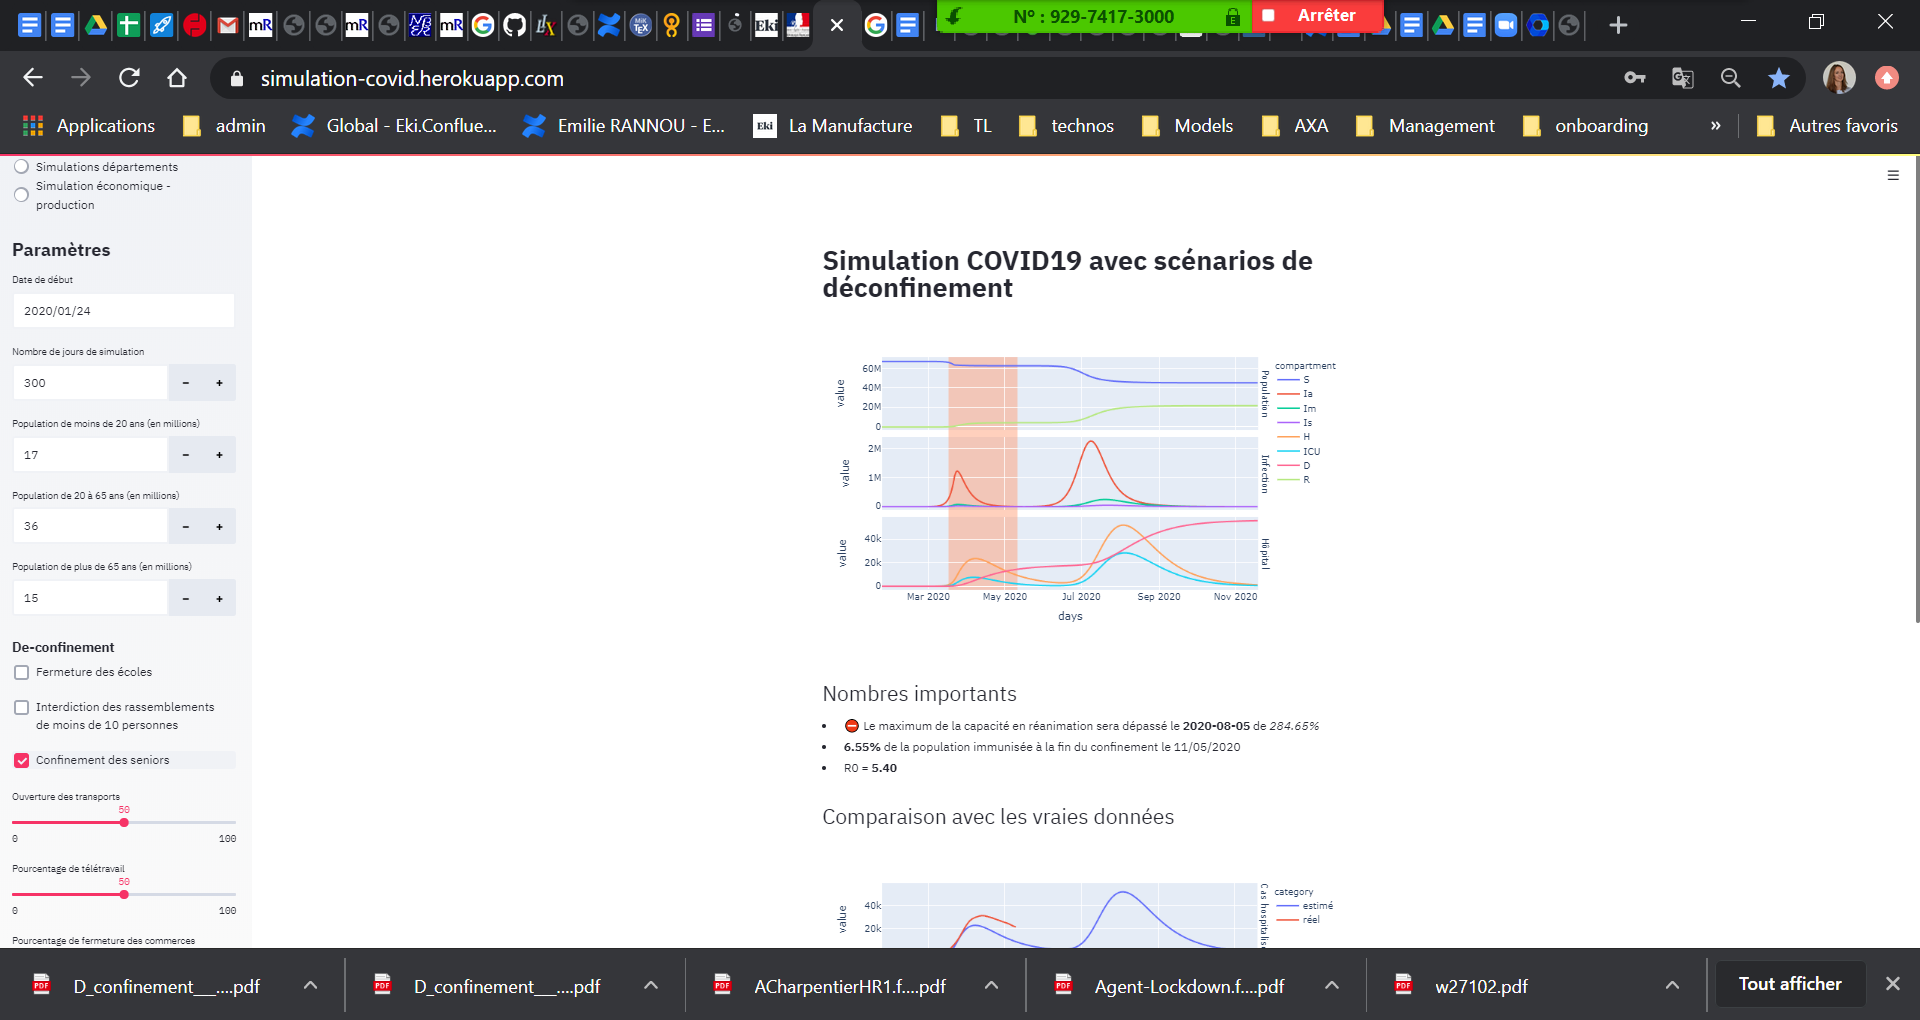 Nº : 929-7417-3000
Arrêter
simulation-covid.herokuapp.com
Applications
admin
Global - Eki.Conflue...
Emilie RANNOU - E...
Eki
La Manufacture
TL
technos
Models
AXA
Management
onboarding
»
Autres favoris
Simulations départements
Simulation économique -
production
Paramètres
Date de début
2020/01/24
Nombre de jours de simulation
300
- +
Population de moins de 20 ans (en millions)
17
- +
Population de 20 à 65 ans (en millions)
36
- +
Population de plus de 65 ans (en millions)
15
- +
De-confinement
Fermeture des écoles
Interdiction des rassemblements
de moins de 10 personnes
Confinement des seniors
Ouverture des transports
50
0 100
Pourcentage de télétravail
50
0 100
Pourcentage de fermeture des commerces
Simulation COVID19 avec scénarios de
déconfinement
value
60M
40M
20M
0
Population
value
2M
1M
0
Infection
value
40k
20k
0
Hôpital
Mar 2020 May 2020 Jul 2020 Sep 2020 Nov 2020
days
compartment
S
Ia
Im
Is
H
ICU
D
R
Nombres importants
• Le maximum de la capacité en réanimation sera dépassé le 2020-08-05 de 284.65%
• 6.55% de la population immunisée à la fin du confinement le 11/05/2020
• R0 = 5.40
Comparaison avec les vraies données
value
40k
20k
Cas hospitalisé
category
estimé
réel
D_confinement___....pdf
D_confinement___....pdf
ACharpentierHR1.f....pdf
Agent-Lockdown.f....pdf
w27102.pdf
Tout afficher